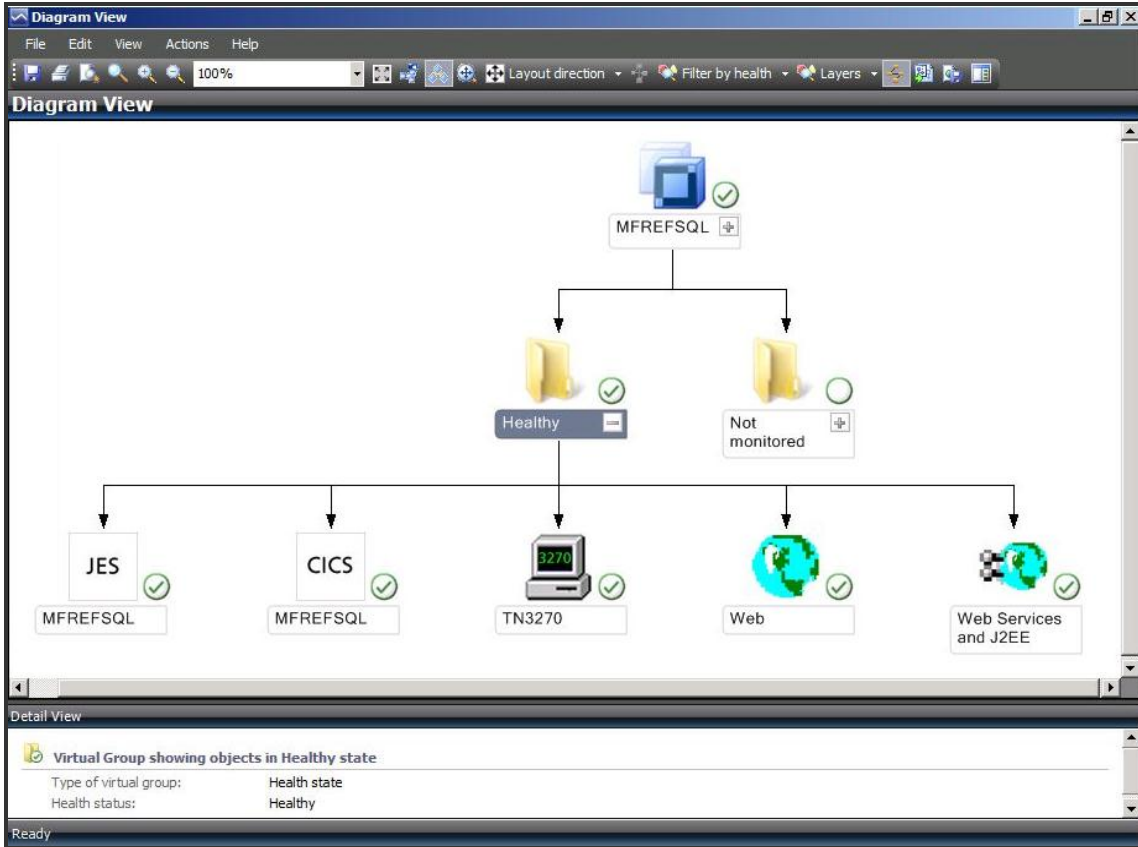 Diagram View
File Edit View Actions Help
100% Layout direction Filter by health Layers
Diagram View
MFREFSQL
Healthy
Not
monitored
JES
CICS
3270
MFREFSQL
MFREFSQL
TN3270
Web
Web Services
and J2EE
Detail View
Virtual Group showing objects in Healthy state
Type of virtual group: Health state
Health status: Healthy
Ready